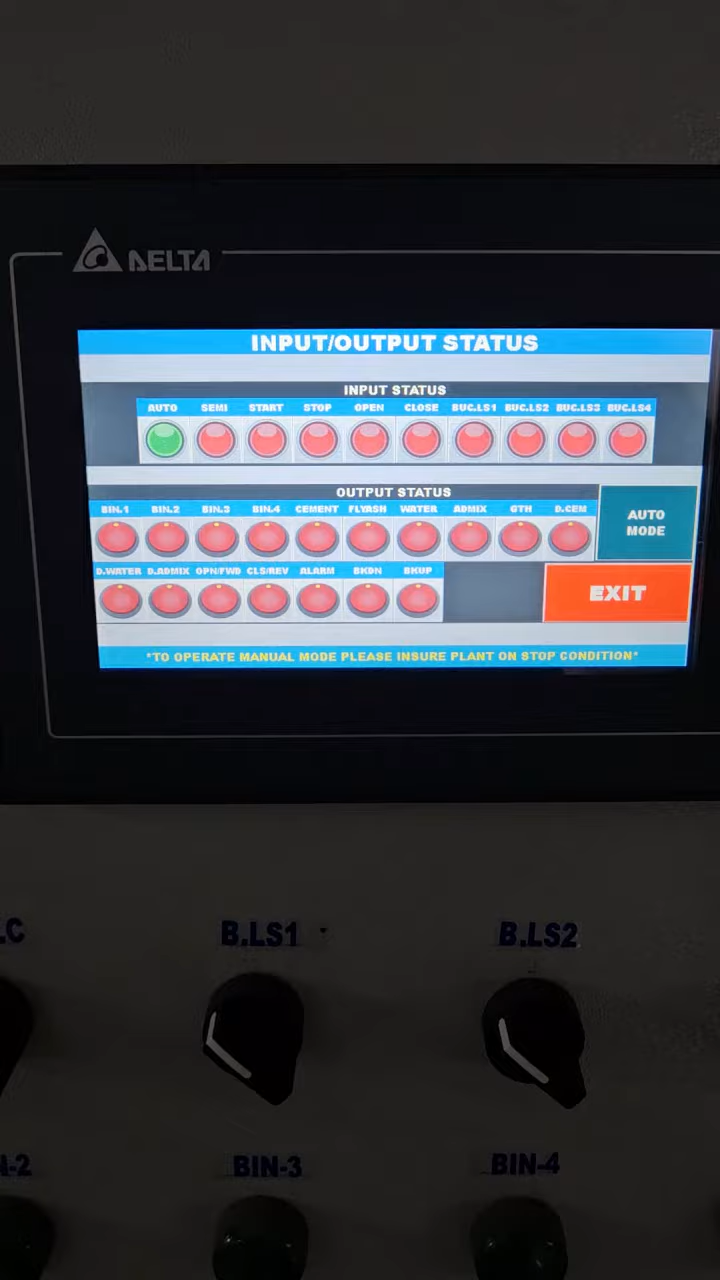 DELTA
INPUT/OUTPUT STATUS
INPUT STATUS
AUTO SEMI START STOP OPEN CLOSE BUC.LS1 BUC.LS2 BUC.LS3 BUC.LS4
OUTPUT STATUS
BIN.1 BIN.2 BIN.3 BIN.4 CEMENT FLYASH WATER ADMIX GTH D.CEM
AUTO
MODE
D.WATER D.ADMIX OPN/FWD CLS/REV ALARM BKDN BKUP
EXIT
*TO OPERATE MANUAL MODE PLEASE INSURE PLANT ON STOP CONDITION*
.C B.LS1 B.LS2
-2 BIN-3 BIN-4